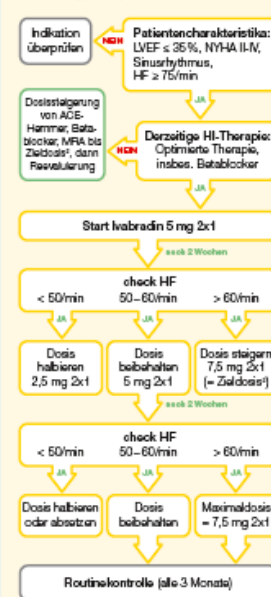 Indikation
überprüfen
NEIN
Patientencharakteristika:
LVEF ≤ 35%, NYHA II-IV,
Sinusrhythmus,
HF ≥ 75/min
JA
Dosissteigerung
von ACE-
Hemmer, Beta-
blocker, MRA bis
Zieldosis², dann
Reevaluierung
NEIN
Derzeitige HI-Therapie:
Optimierte Therapie,
insbes. Betablocker
JA
Start Ivabradin 5 mg 2x1
nach 2 Wochen
check HF
< 50/min 50–60/min > 60/min
JA JA JA
Dosis
halbieren
2,5 mg 2x1
Dosis
beibehalten
5 mg 2x1
Dosis steigern
7,5 mg 2x1
(= Zieldosis⁴)
nach 2 Wochen
check HF
< 50/min 50–60/min > 60/min
JA JA JA
Dosis halbieren
oder absetzen
Dosis
beibehalten
Maximaldosis
= 7,5 mg 2x1
Routinekontrolle (alle 3 Monate)